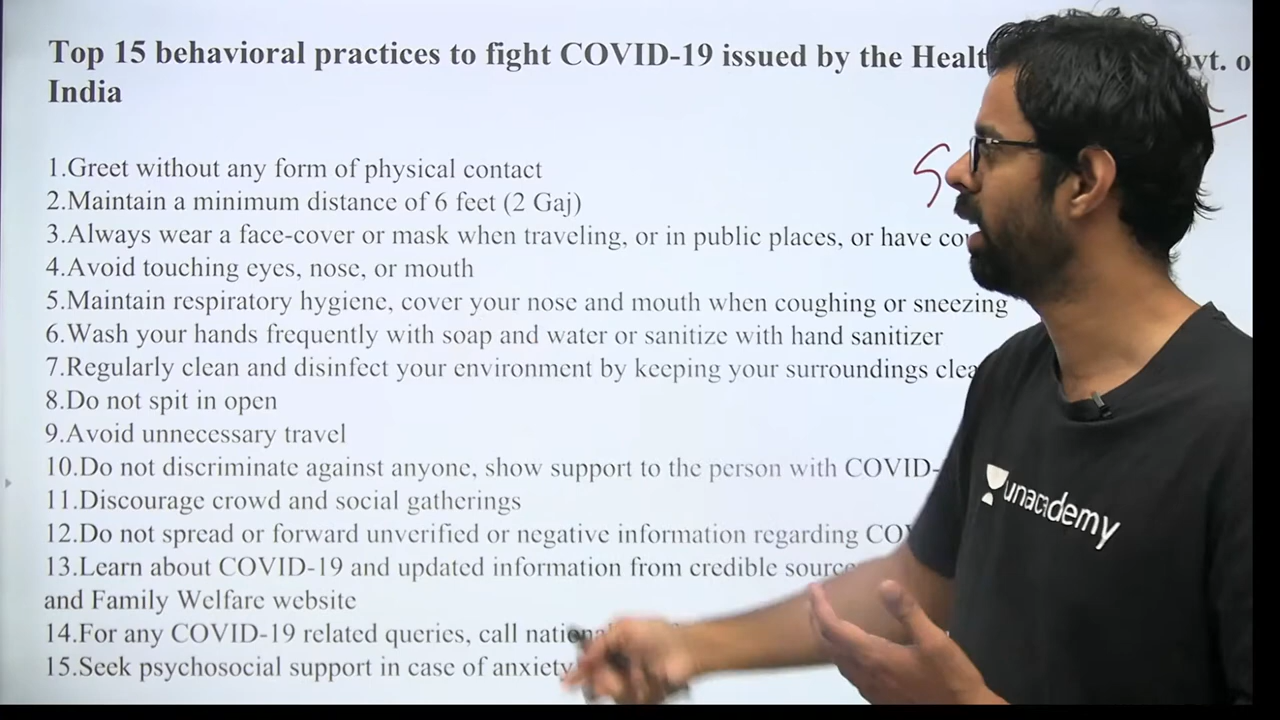 Top 15 behavioral practices to fight COVID-19 issued by the
India
1.Greet without any form of physical contact
2.Maintain a minimum distance of 6 feet (2 Gaj)
3.Always wear a face-cover or mask when traveling, or in public places, or have
4.Avoid touching eyes, nose, or mouth
5.Maintain respiratory hygiene, cover your nose and mouth when coughing or sneezing
6.Wash your hands frequently with soap and water or sanitize with hand sanitizer
7.Regularly clean and disinfect your environment by keeping your surroundings
8.Do not spit in open
9.Avoid unnecessary travel
10.Do not discriminate against anyone, show support to the person with COVID-
11.Discourage crowd and social gatherings
12.Do not spread or forward unverified or negative information regarding
13.Learn about COVID-19 and updated information from credible
and Family Welfare website
14.For any COVID-19 related queries, call
15.Seek psychosocial support in case of anxiety
unacademy